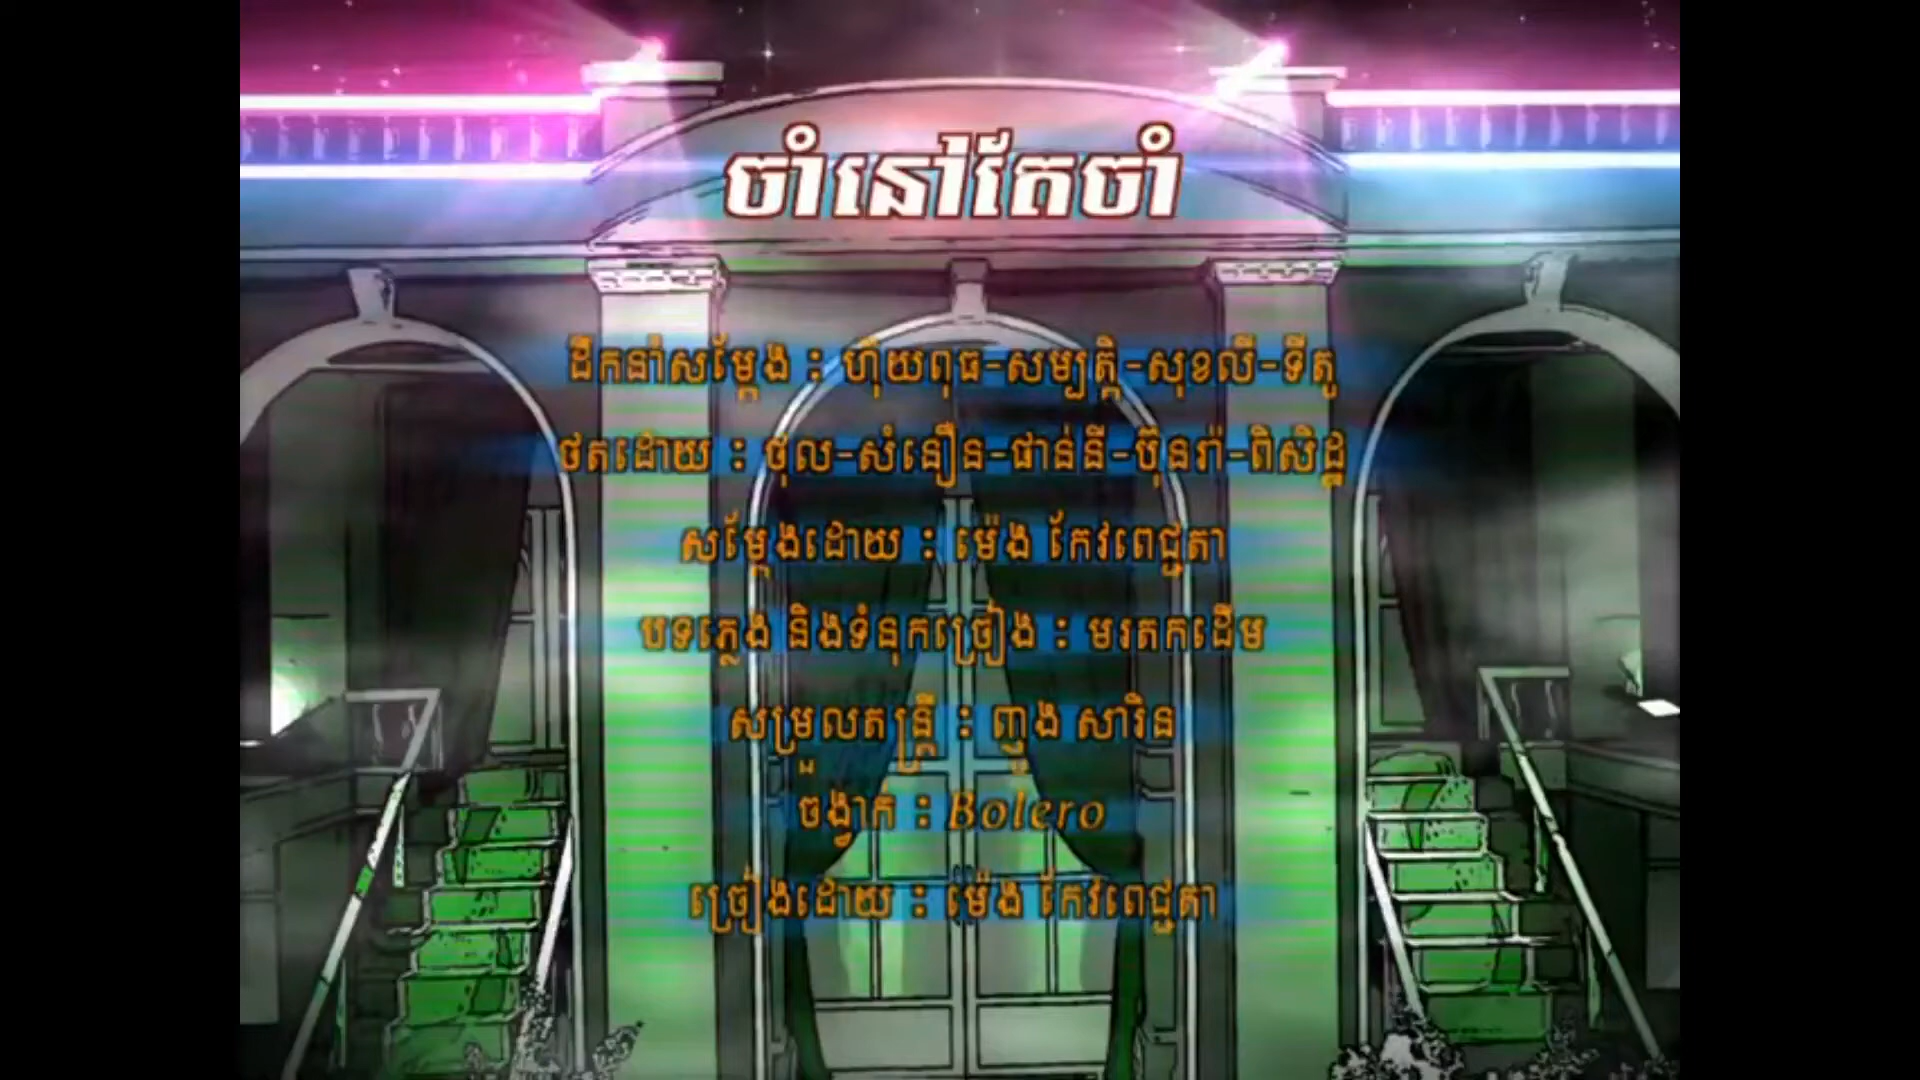 ចាំនៅតែចាំ
ដឹកនាំសម្តែង : ហ៊ុយពុធ-សម្បត្តិ-សុខលី-ទីតូ
ថតដោយ : ថុល-សំនឿន-ផាន់នី-ប៊ុនរ៉ា-ពិសិដ្ឋ
សម្តែងដោយ : ម៉េង កែវពេជ្ជតា
បទភ្លេង និងទំនុកច្រៀង : មរតកដើម
សម្រួលតន្ត្រី : ញូង សារិន
ចង្វាក់ : Bolero
ច្រៀងដោយ : ម៉េង កែវពេជ្ជតា